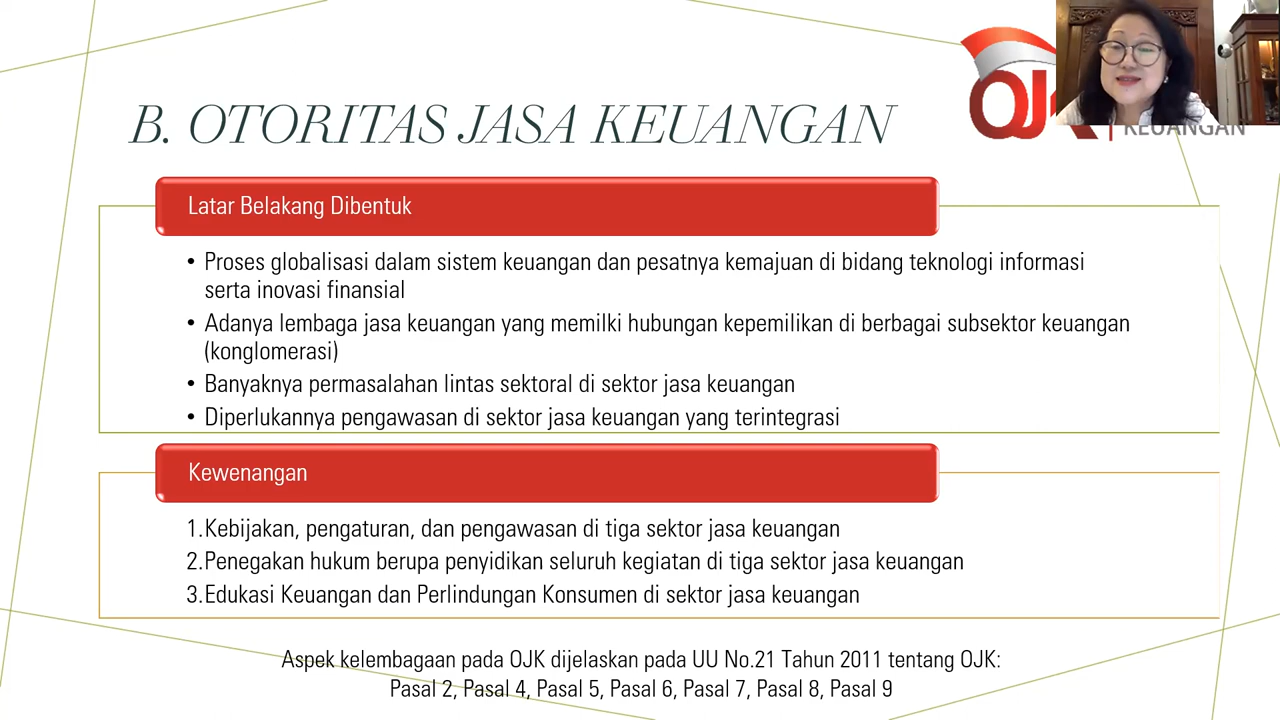 B. OTORITAS JASA KEUANGAN
OJK
KEUANGAN
Latar Belakang Dibentuk
• Proses globalisasi dalam sistem keuangan dan pesatnya kemajuan di bidang teknologi informasi
serta inovasi finansial
• Adanya lembaga jasa keuangan yang memilki hubungan kepemilikan di berbagai subsektor keuangan
(konglomerasi)
• Banyaknya permasalahan lintas sektoral di sektor jasa keuangan
• Diperlukannya pengawasan di sektor jasa keuangan yang terintegrasi
Kewenangan
1.Kebijakan, pengaturan, dan pengawasan di tiga sektor jasa keuangan
2.Penegakan hukum berupa penyidikan seluruh kegiatan di tiga sektor jasa keuangan
3.Edukasi Keuangan dan Perlindungan Konsumen di sektor jasa keuangan
Aspek kelembagaan pada OJK dijelaskan pada UU No.21 Tahun 2011 tentang OJK:
Pasal 2, Pasal 4, Pasal 5, Pasal 6, Pasal 7, Pasal 8, Pasal 9